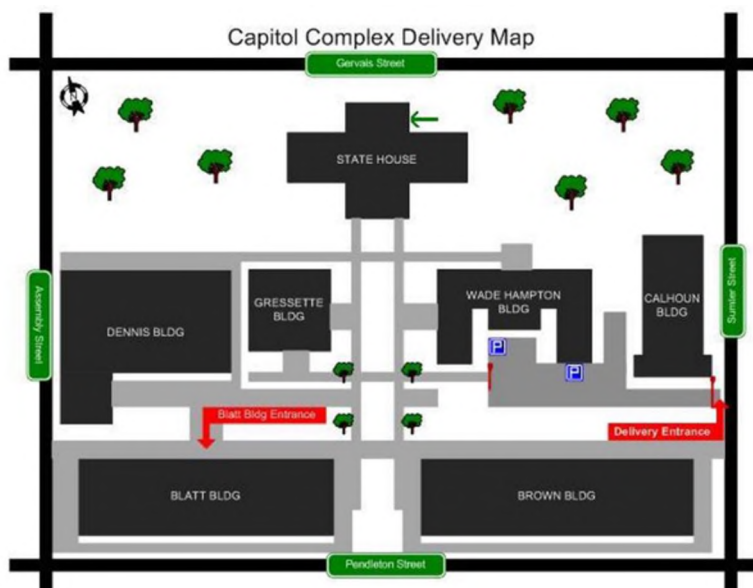 Capitol Complex Delivery Map
Gervais Street
N
STATE HOUSE
Assembly Street
Sumter Street
DENNIS BLDG
GRESSETTE
BLDG
WADE HAMPTON
BLDG
CALHOUN
BLDG
P
P
Blatt Bldg Entrance
Delivery Entrance
BLATT BLDG
BROWN BLDG
Pendleton Street